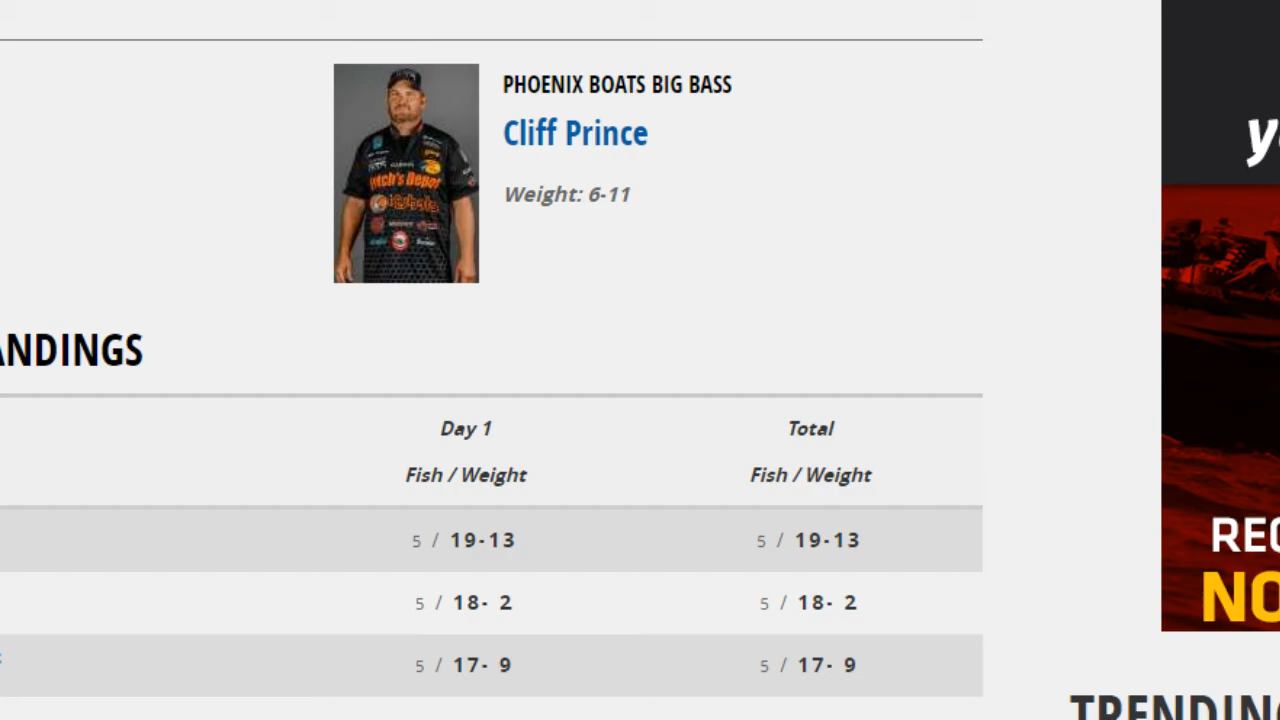 PHOENIX BOATS BIG BASS
Cliff Prince
Weight: 6-11
ANDINGS
Day 1 Total
Fish / Weight Fish / Weight
5 / 19-13 5 / 19-13
5 / 18- 2 5 / 18- 2
5 / 17- 9 5 / 17- 9
REC
NO
TRENDING